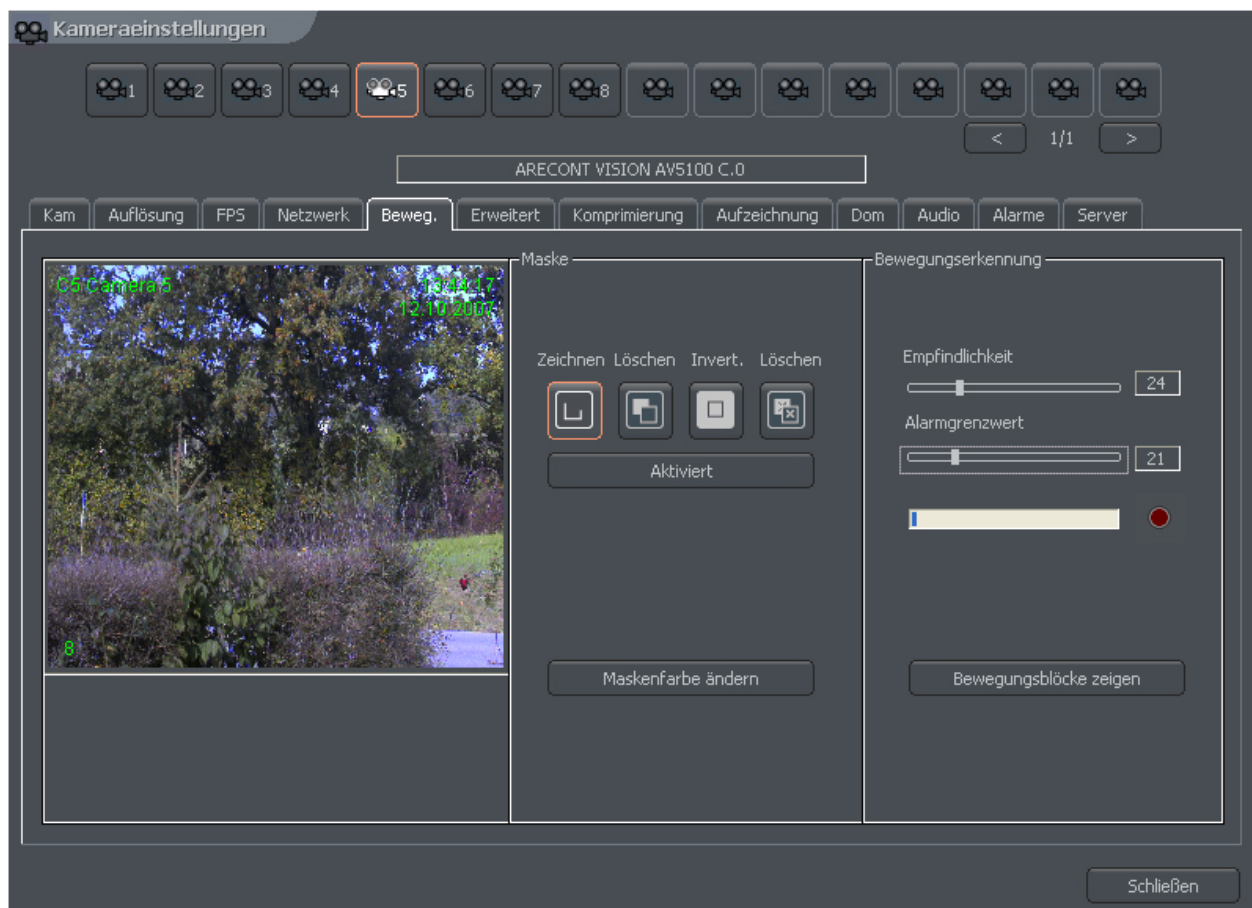 Kameraeinstellungen
1 2 3 4 5 6 7 8
< 1/1 >
ARECONT VISION AV5100 C.0
Kam Auflösung FPS Netzwerk Beweg. Erweitert Komprimierung Aufzeichnung Dom Audio Alarme Server
C5 Camera 5
13:44:17
12.10.2007
8
Maske
Zeichnen Löschen Invert. Löschen
Aktiviert
Maskenfarbe ändern
Bewegungserkennung
Empfindlichkeit
24
Alarmgrenzwert
21
Bewegungsblöcke zeigen
Schließen